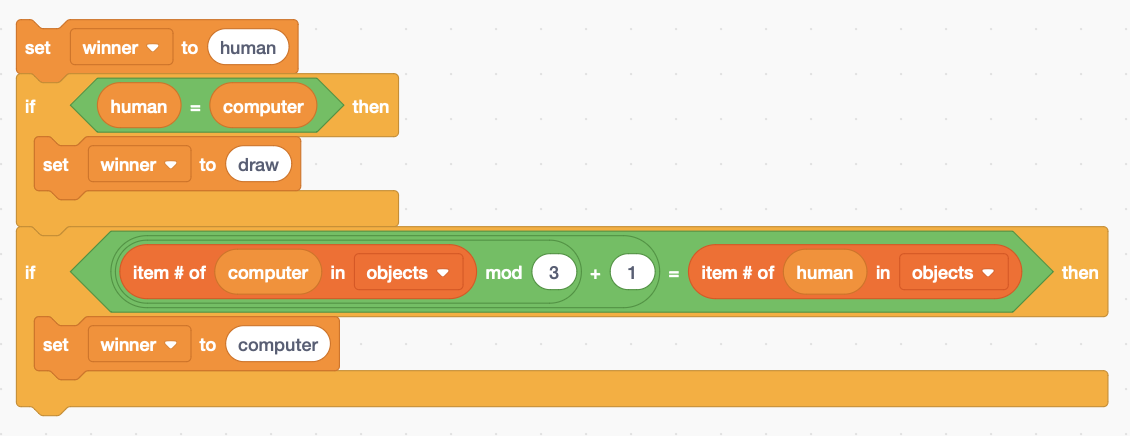 set winner to human
if human = computer then
set winner to draw
if item # of computer in objects mod 3 + 1 = item # of human in objects then
set winner to computer